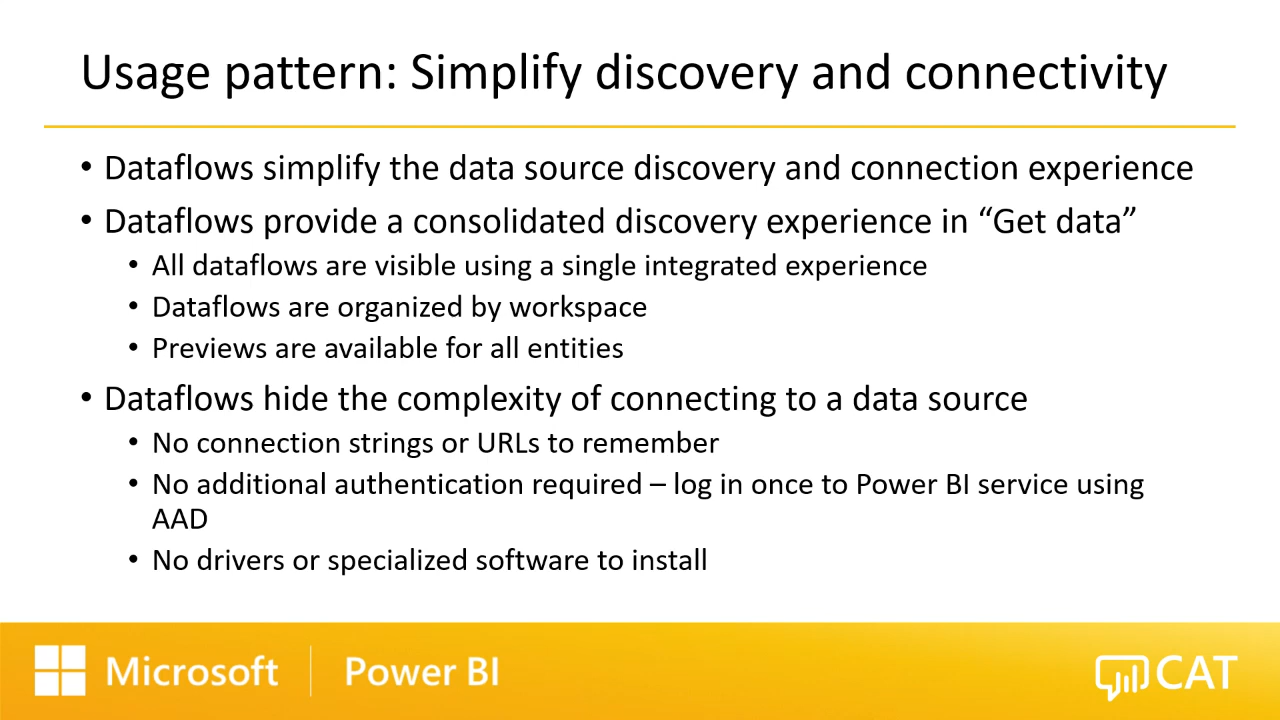 Usage pattern: Simplify discovery and connectivity
• Dataflows simplify the data source discovery and connection experience
• Dataflows provide a consolidated discovery experience in “Get data”
• All dataflows are visible using a single integrated experience
• Dataflows are organized by workspace
• Previews are available for all entities
• Dataflows hide the complexity of connecting to a data source
• No connection strings or URLs to remember
• No additional authentication required – log in once to Power BI service using
AAD
• No drivers or specialized software to install
Microsoft | Power BI
CAT